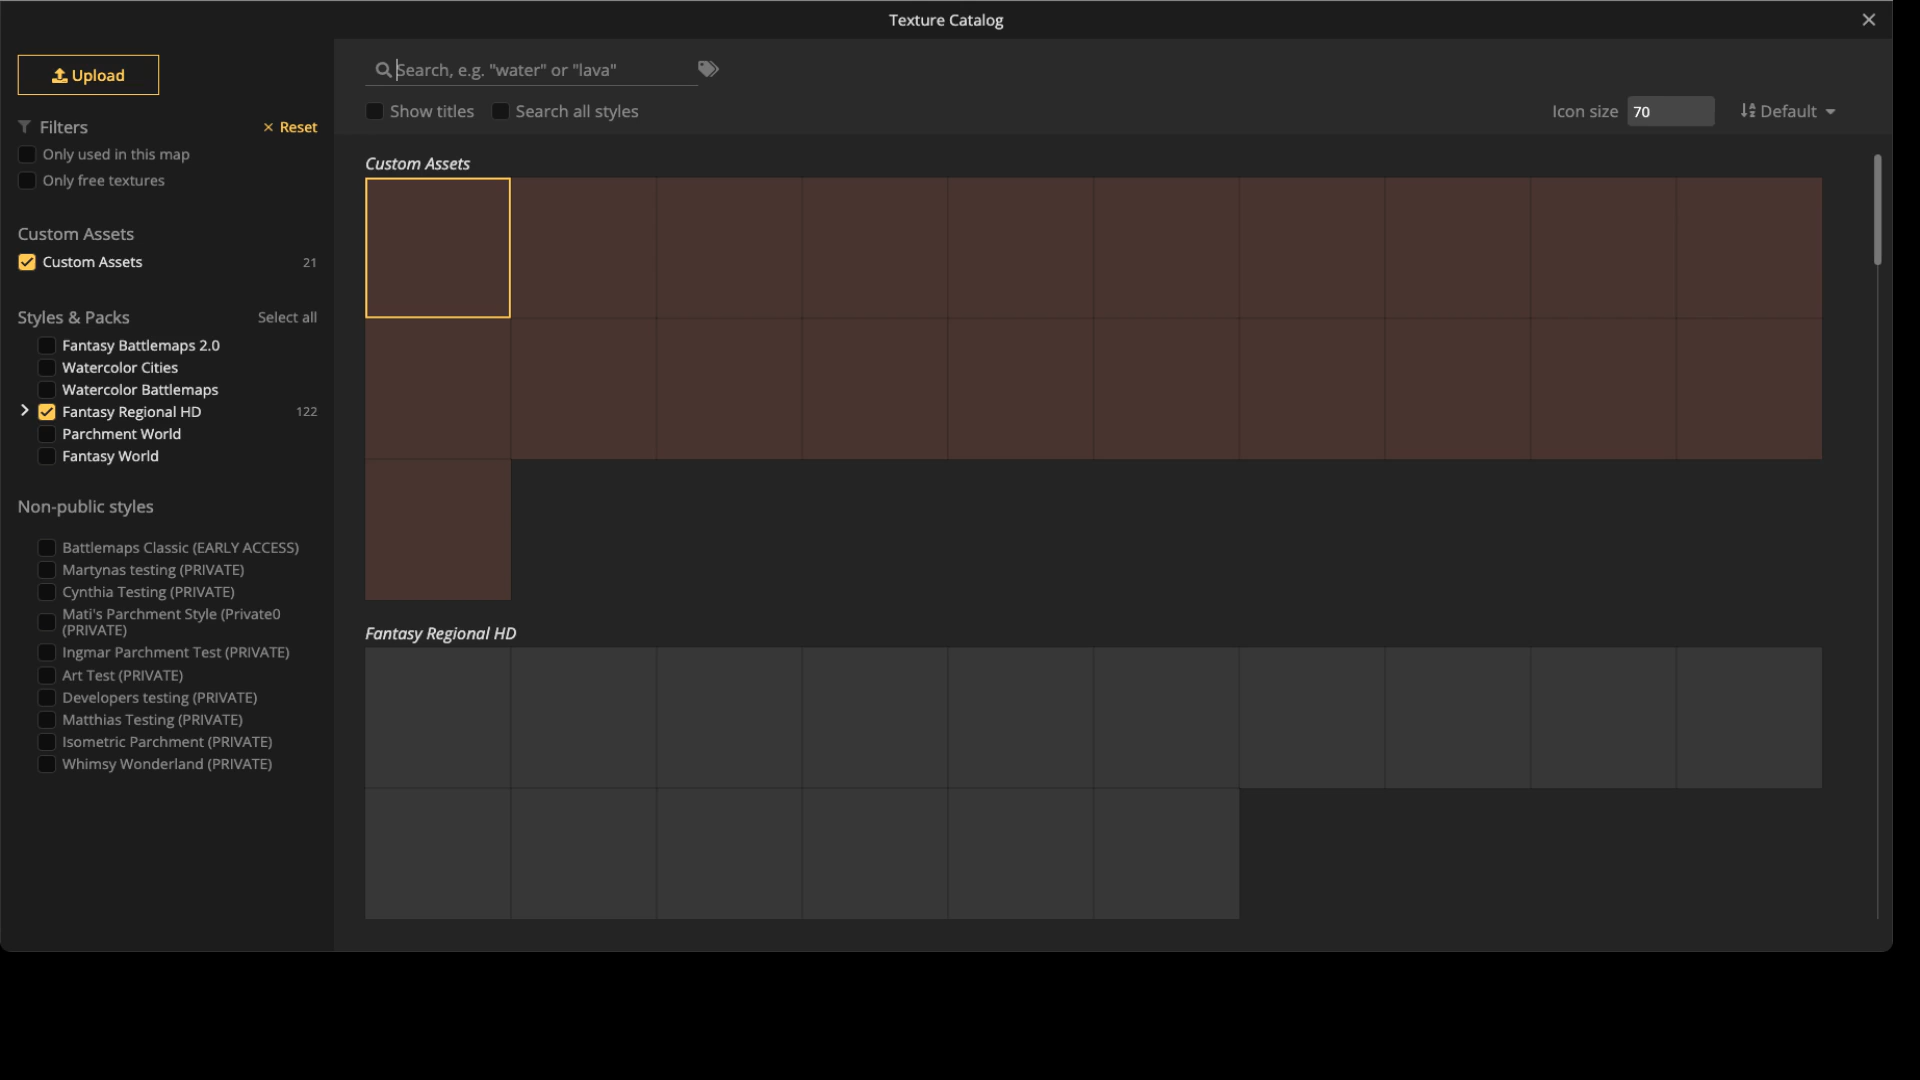 Texture Catalog
Upload
Search, e.g. "water" or "lava"
Show titles
Search all styles
Icon size
70
Default
Filters
Reset
Only used in this map
Only free textures
Custom Assets
Custom Assets
21
Styles & Packs
Select all
Fantasy Battlemaps 2.0
Watercolor Cities
Watercolor Battlemaps
Fantasy Regional HD
122
Parchment World
Fantasy World
Non-public styles
Battlemaps Classic (EARLY ACCESS)
Martynas testing (PRIVATE)
Cynthia Testing (PRIVATE)
Mati's Parchment Style (Private0
(PRIVATE)
Ingmar Parchment Test (PRIVATE)
Art Test (PRIVATE)
Developers testing (PRIVATE)
Matthias Testing (PRIVATE)
Isometric Parchment (PRIVATE)
Whimsy Wonderland (PRIVATE)
Custom Assets
Fantasy Regional HD